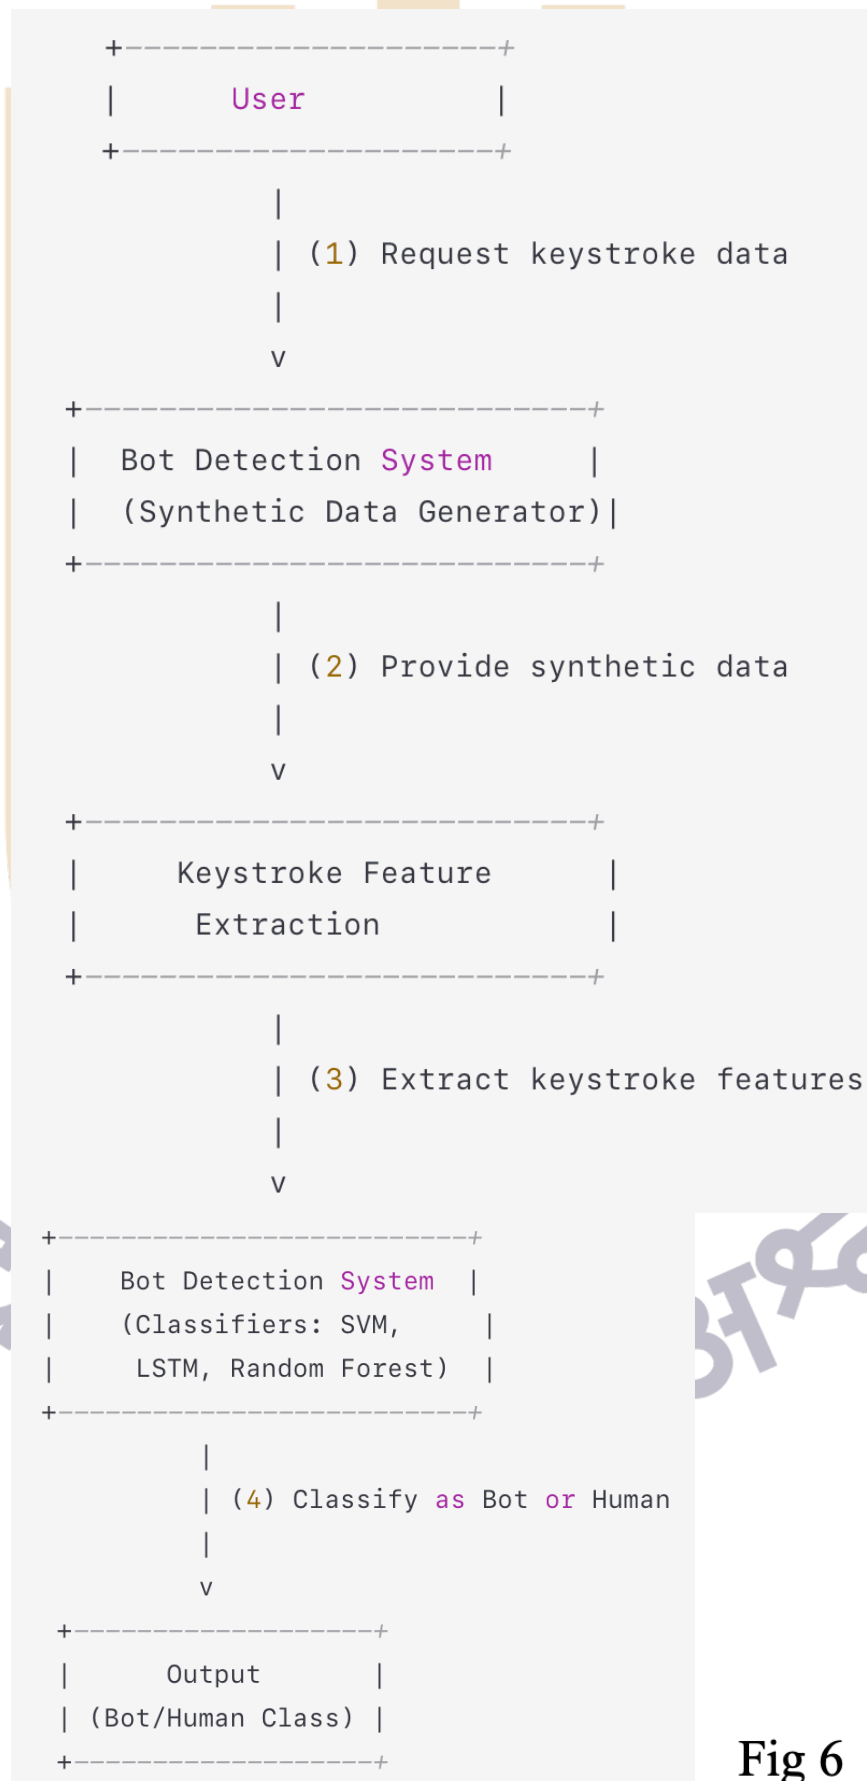 +---------------------+
|      User           |
+---------------------+
|
| (1) Request keystroke data
|
v
+----------------------------+
|  Bot Detection System     |
|  (Synthetic Data Generator)|
+----------------------------+
|
| (2) Provide synthetic data
|
v
+----------------------------+
|     Keystroke Feature      |
|      Extraction            |
+----------------------------+
|
| (3) Extract keystroke features
|
v
+---------------------------+
|    Bot Detection System  |
|    (Classifiers: SVM,     |
|     LSTM, Random Forest)  |
+---------------------------+
|
| (4) Classify as Bot or Human
|
v
+--------------------+
|      Output        |
| (Bot/Human Class) |
+--------------------+
Fig 6